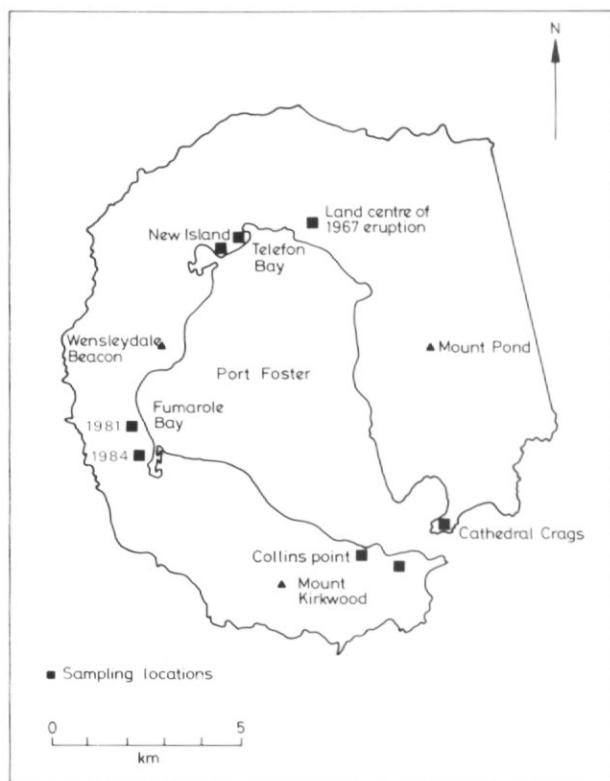 N
Land centre of
1967 eruption
New Island
Telefon
Bay
Wensleydale
Beacon
Mount Pond
Port Foster
Fumarole
Bay
1981
1984
Cathedral Crags
Collins point
Mount
Kirkwood
Sampling locations
0 5
km